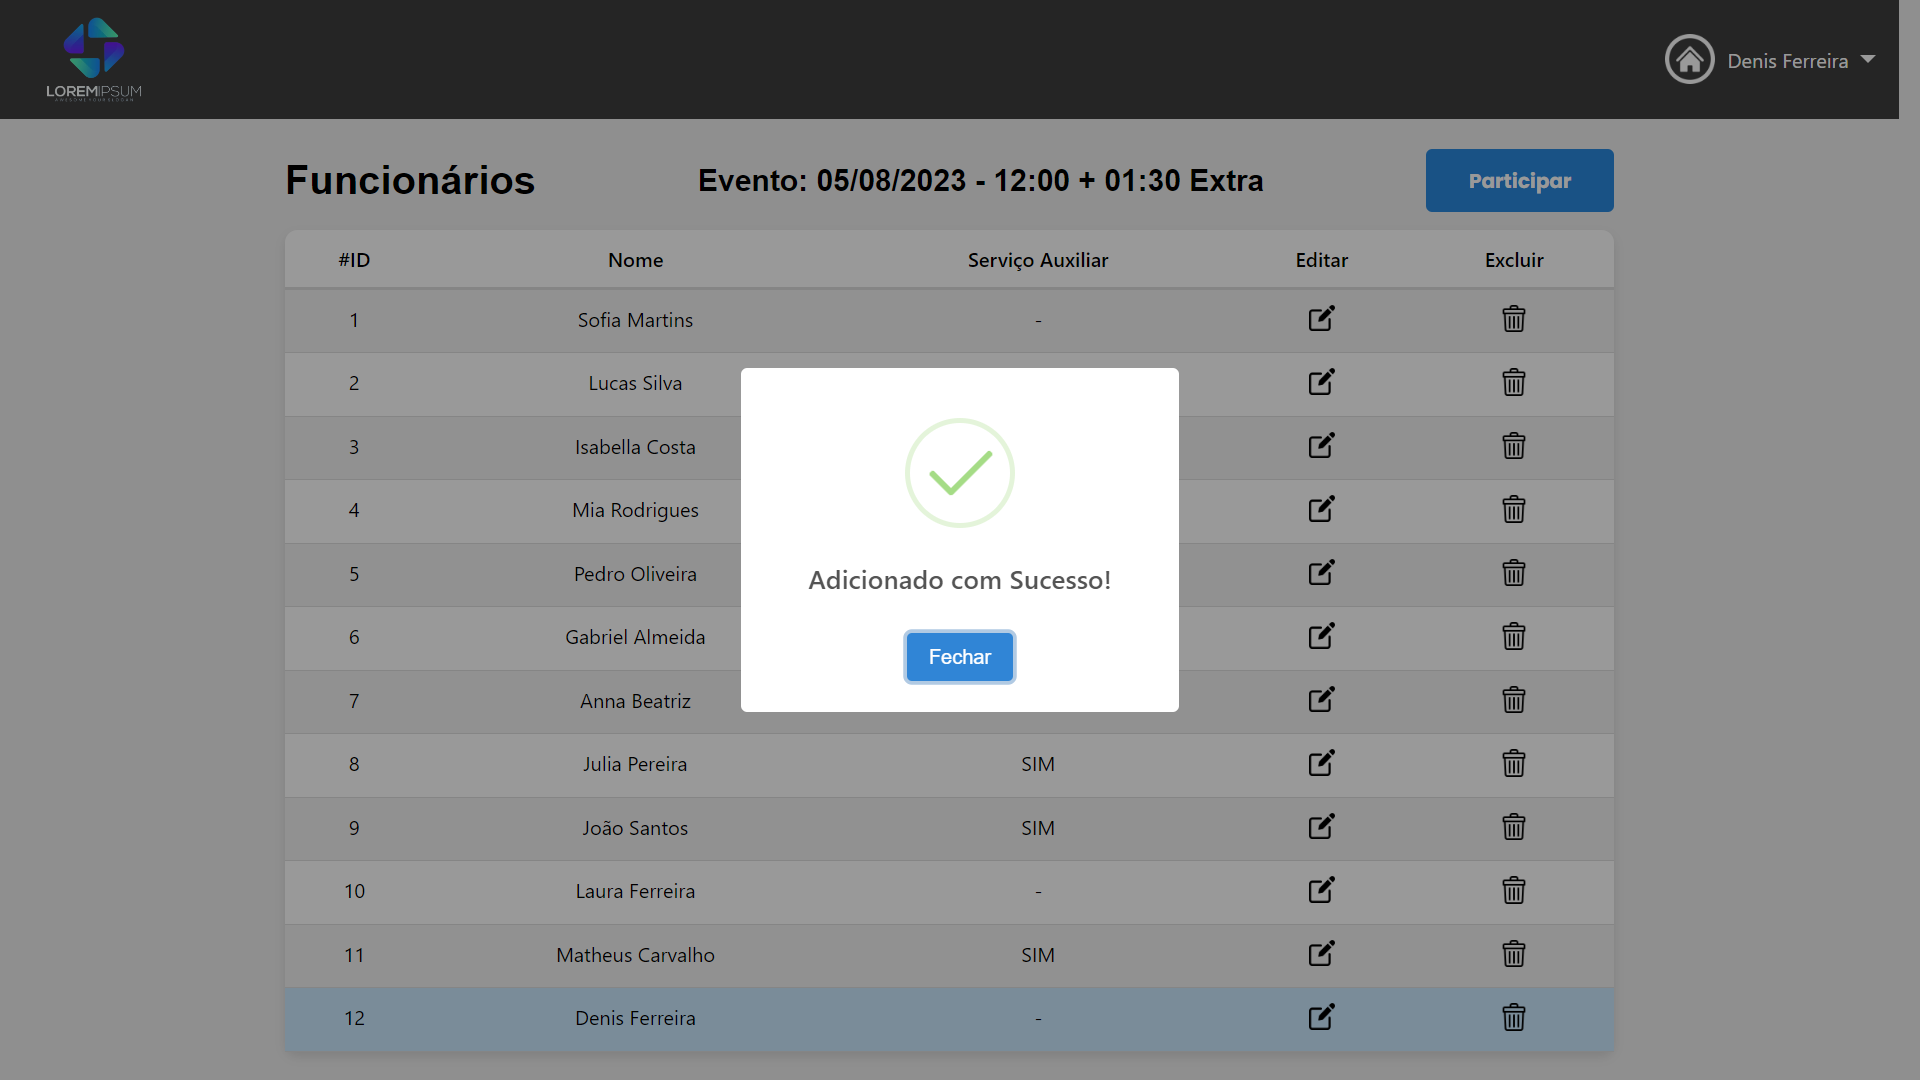 LOREMIPSUM
Denis Ferreira
Funcionários
Evento: 05/08/2023 - 12:00 + 01:30 Extra
Participar
#ID Nome Serviço Auxiliar Editar Excluir
1 Sofia Martins -
2 Lucas Silva
3 Isabella Costa
4 Mia Rodrigues
5 Pedro Oliveira
6 Gabriel Almeida
7 Anna Beatriz
Adicionado com Sucesso!
Fechar
8 Julia Pereira SIM
9 João Santos SIM
10 Laura Ferreira -
11 Matheus Carvalho SIM
12 Denis Ferreira -